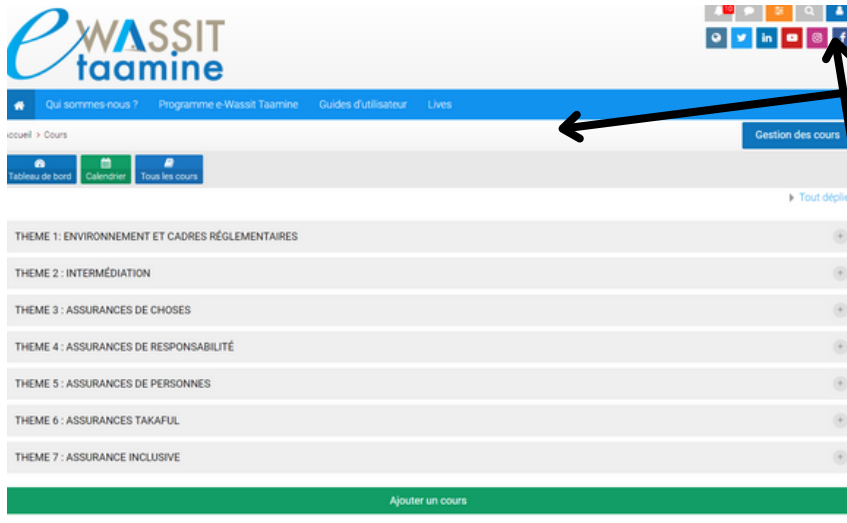 e WASSIT
taamine
10
Qui sommes-nous ? Programme e-Wassit Taamine Guides d'utilisateur Lives
Accueil > Cours
Gestion des cours
Tableau de bord Calendrier Tous les cours
Tout déplie
THEME 1: ENVIRONNEMENT ET CADRES RÉGLEMENTAIRES
THEME 2 : INTERMÉDIATION
THEME 3 : ASSURANCES DE CHOSES
THEME 4 : ASSURANCES DE RESPONSABILITÉ
THEME 5 : ASSURANCES DE PERSONNES
THEME 6 : ASSURANCES TAKAFUL
THEME 7 : ASSURANCE INCLUSIVE
Ajouter un cours